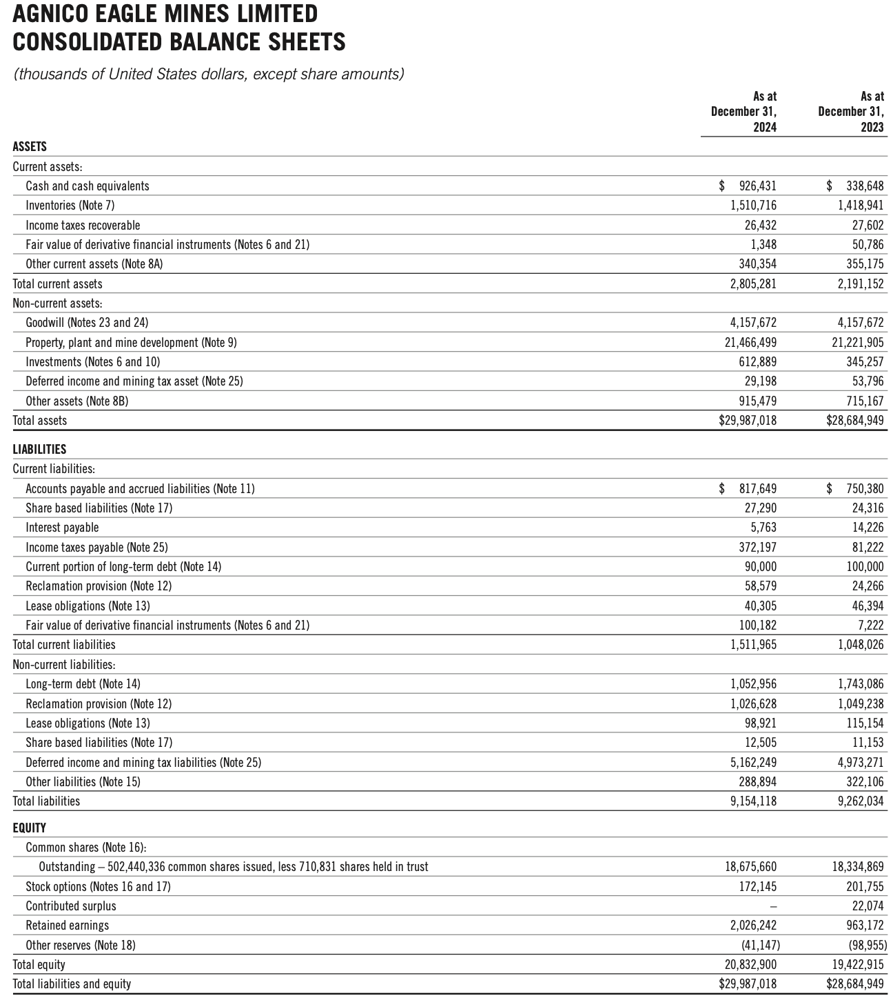 AGNICO EAGLE MINES LIMITED
CONSOLIDATED BALANCE SHEETS
(thousands of United States dollars, except share amounts)
As at As at
December 31, December 31,
2024 2023
ASSETS
Current assets:
Cash and cash equivalents $ 926,431 $ 338,648
Inventories (Note 7) 1,510,716 1,418,941
Income taxes recoverable 26,432 27,602
Fair value of derivative financial instruments (Notes 6 and 21) 1,348 50,786
Other current assets (Note 8A) 340,354 355,175
Total current assets 2,805,281 2,191,152
Non-current assets:
Goodwill (Notes 23 and 24) 4,157,672 4,157,672
Property, plant and mine development (Note 9) 21,466,499 21,221,905
Investments (Notes 6 and 10) 612,889 345,257
Deferred income and mining tax asset (Note 25) 29,198 53,796
Other assets (Note 8B) 915,479 715,167
Total assets $29,987,018 $28,684,949
LIABILITIES
Current liabilities:
Accounts payable and accrued liabilities (Note 11) $ 817,649 $ 750,380
Share based liabilities (Note 17) 27,290 24,316
Interest payable 5,763 14,226
Income taxes payable (Note 25) 372,197 81,222
Current portion of long-term debt (Note 14) 90,000 100,000
Reclamation provision (Note 12) 58,579 24,266
Lease obligations (Note 13) 40,305 46,394
Fair value of derivative financial instruments (Notes 6 and 21) 100,182 7,222
Total current liabilities 1,511,965 1,048,026
Non-current liabilities:
Long-term debt (Note 14) 1,052,956 1,743,086
Reclamation provision (Note 12) 1,026,628 1,049,238
Lease obligations (Note 13) 98,921 115,154
Share based liabilities (Note 17) 12,505 11,153
Deferred income and mining tax liabilities (Note 25) 5,162,249 4,973,271
Other liabilities (Note 15) 288,894 322,106
Total liabilities 9,154,118 9,262,034
EQUITY
Common shares (Note 16):
Outstanding – 502,440,336 common shares issued, less 710,831 shares held in trust 18,675,660 18,334,869
Stock options (Notes 16 and 17) 172,145 201,755
Contributed surplus – 22,074
Retained earnings 2,026,242 963,172
Other reserves (Note 18) (41,147) (98,955)
Total equity 20,832,900 19,422,915
Total liabilities and equity $29,987,018 $28,684,949